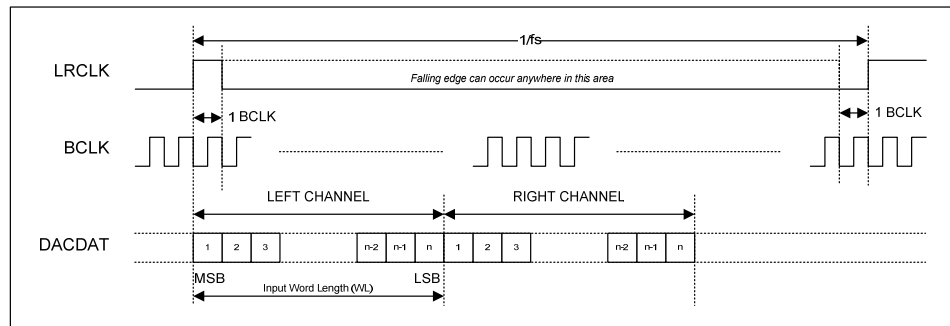 1/fs
LRCLK
Falling edge can occur anywhere in this area
1 BCLK
1 BCLK
BCLK
LEFT CHANNEL
RIGHT CHANNEL
DACDAT
1 2 3 n-2 n-1 n 1 2 3 n-2 n-1 n
MSB
LSB
Input Word Length (WL)